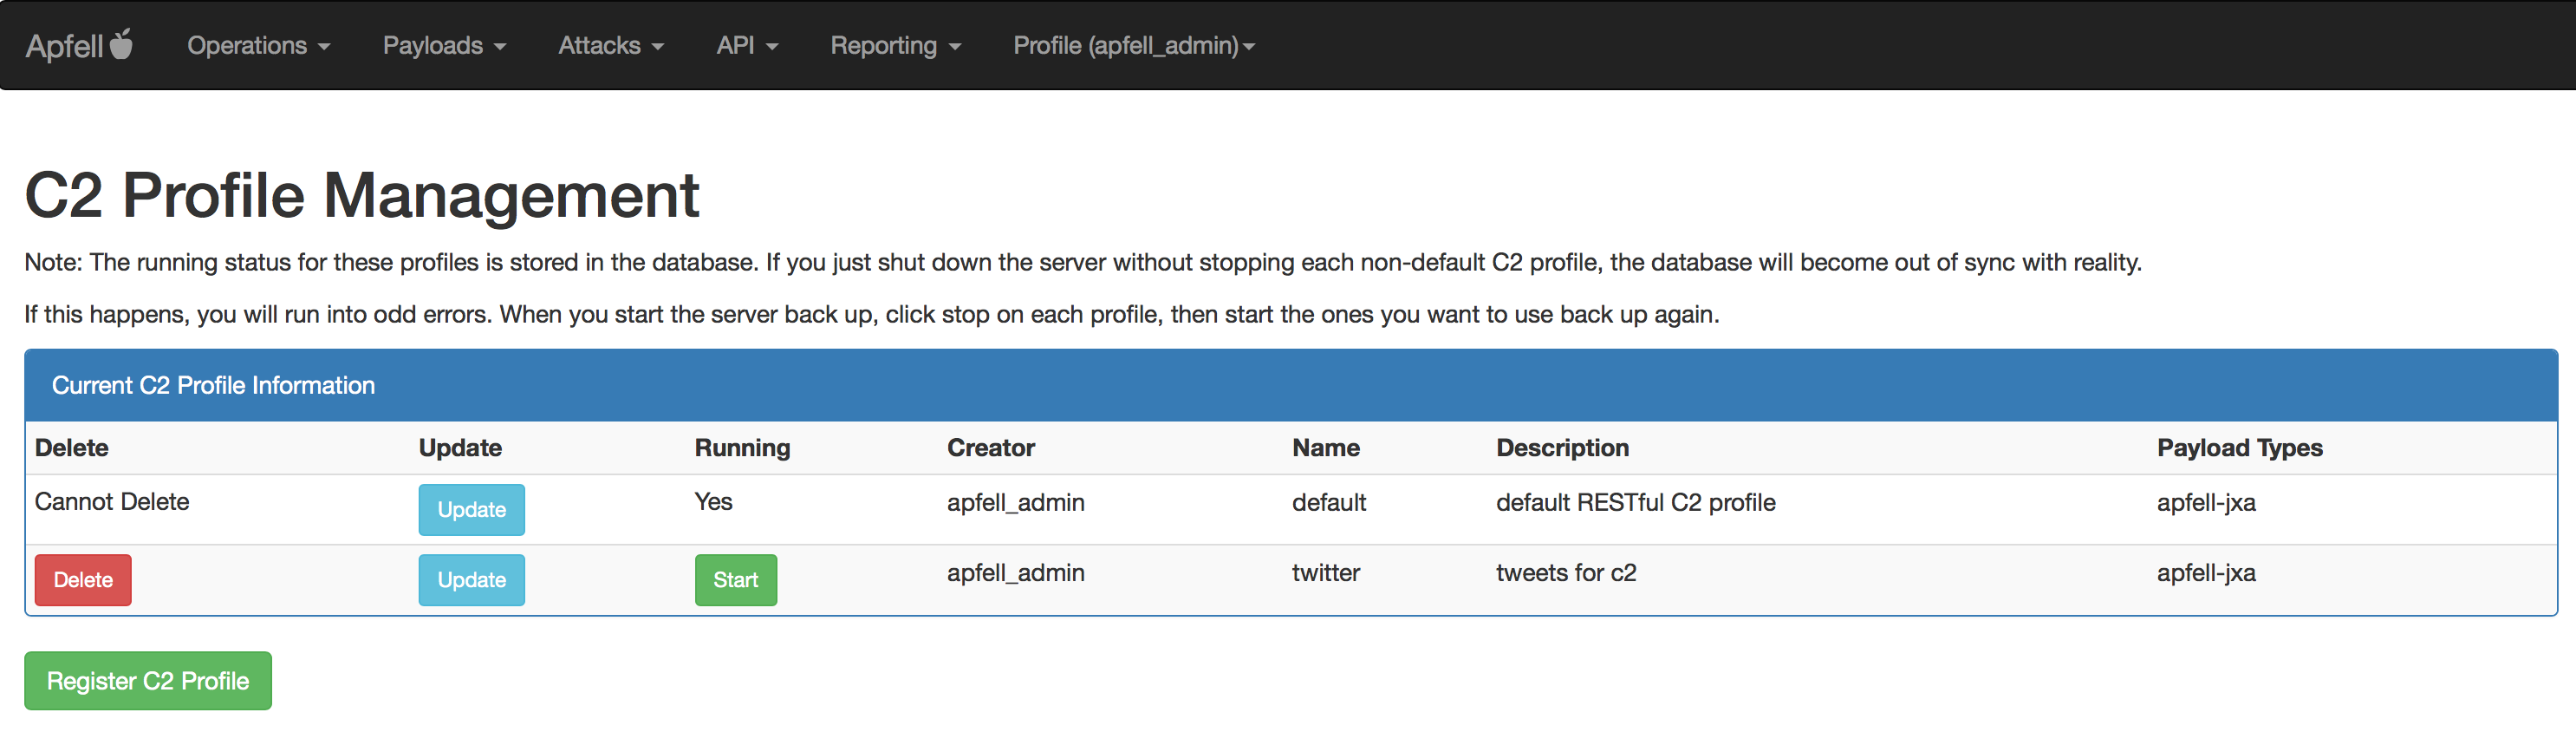 Apfell Operations Payloads Attacks API Reporting Profile (apfell_admin)
C2 Profile Management
Note: The running status for these profiles is stored in the database. If you just shut down the server without stopping each non-default C2 profile, the database will become out of sync with reality.
If this happens, you will run into odd errors. When you start the server back up, click stop on each profile, then start the ones you want to use back up again.
Current C2 Profile Information
Delete Update Running Creator Name Description Payload Types
Cannot Delete Update Yes apfell_admin default default RESTful C2 profile apfell-jxa
Delete Update Start apfell_admin twitter tweets for c2 apfell-jxa
Register C2 Profile